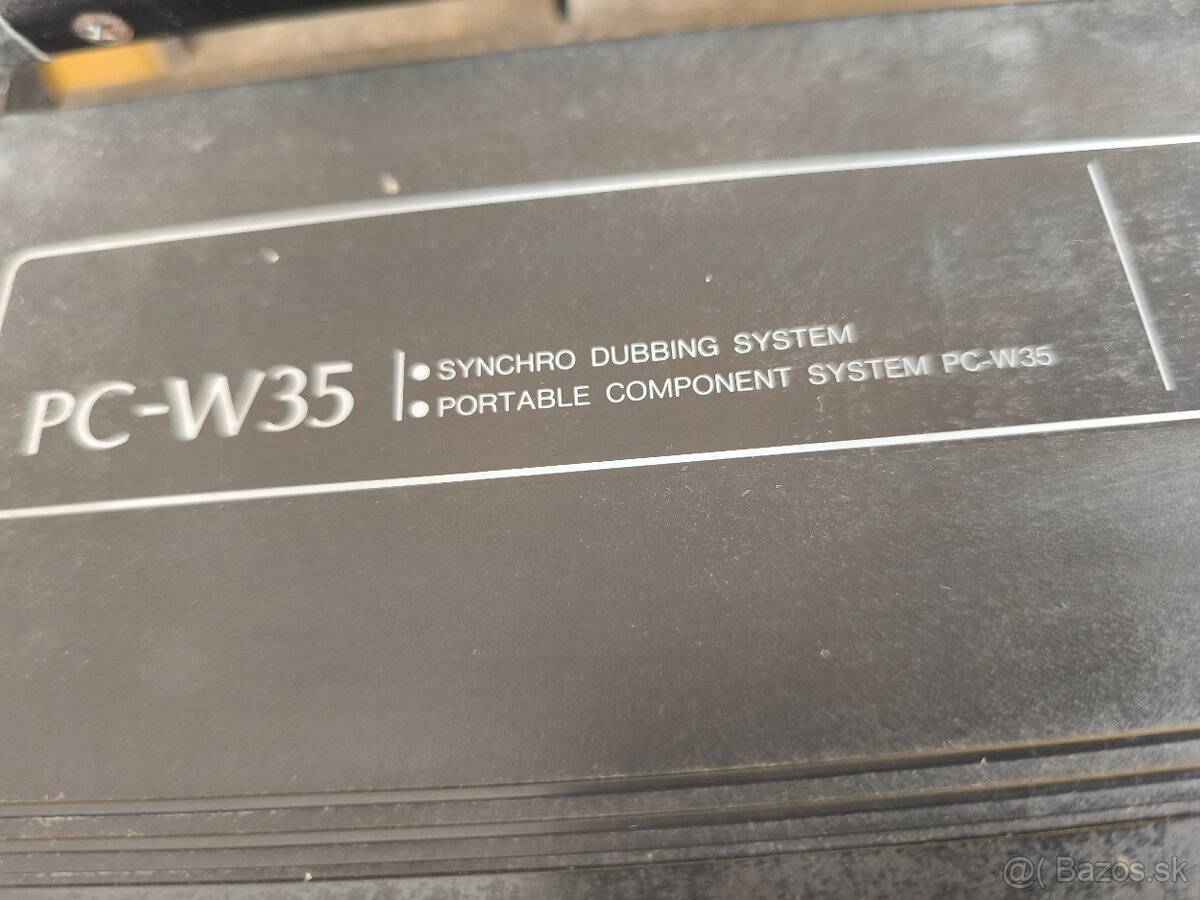 PC-W35
● SYNCHRO DUBBING SYSTEM
● PORTABLE COMPONENT SYSTEM PC-W35
@( Bazos.sk